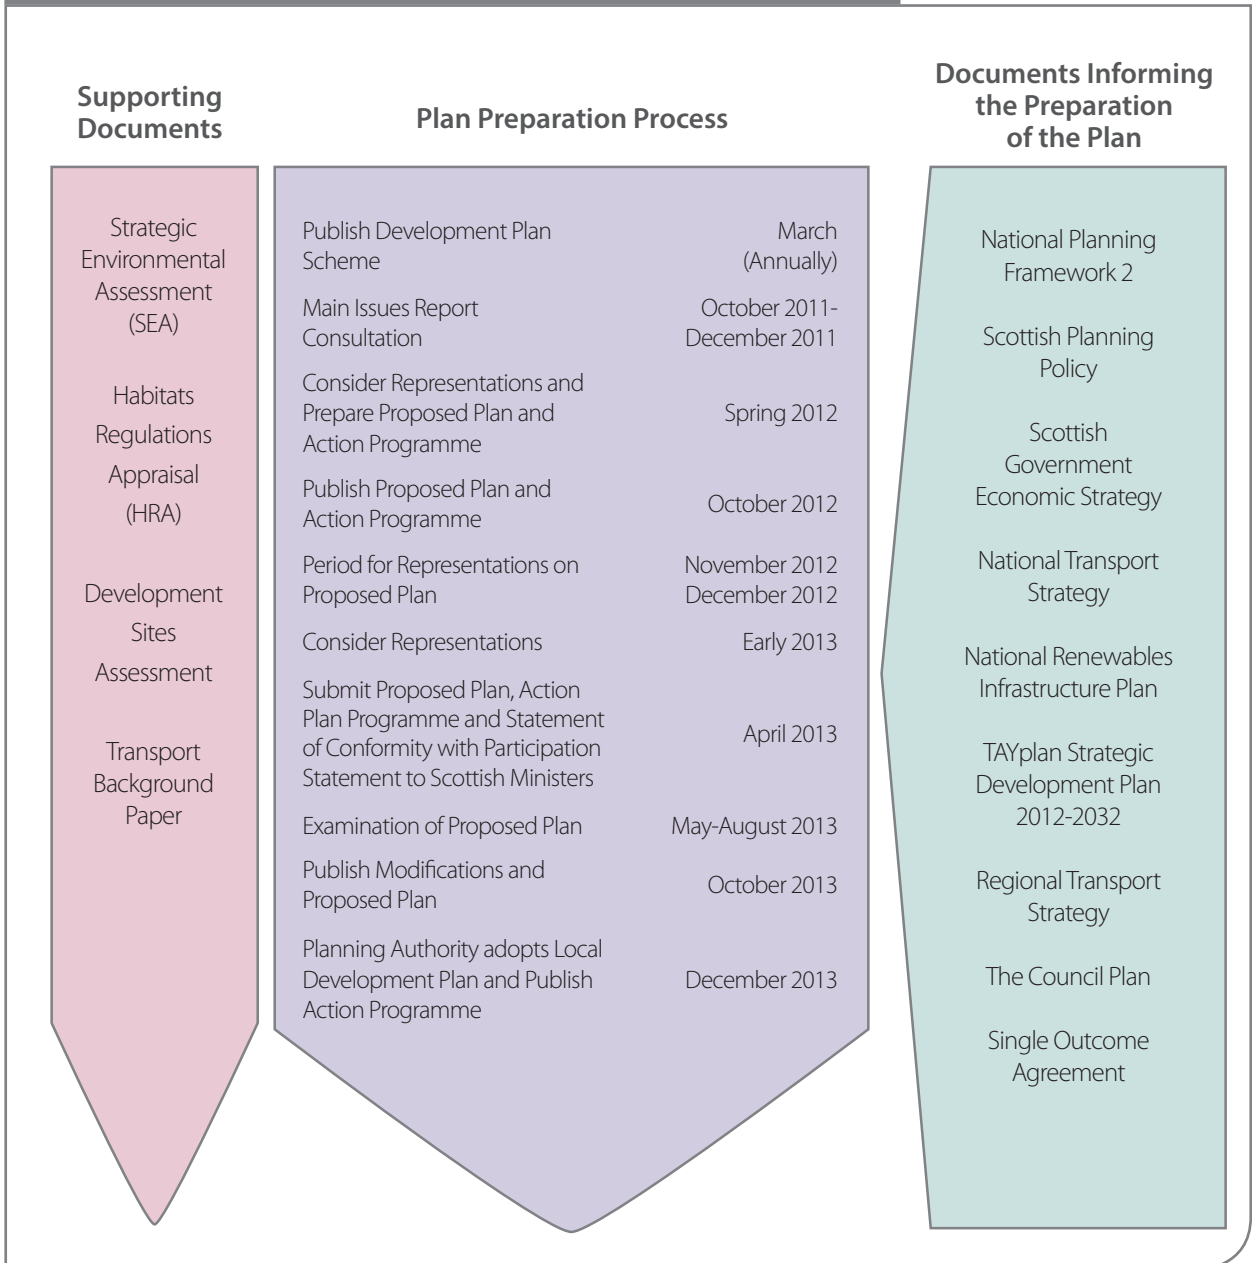 Supporting
Documents
Strategic
Environmental
Assessment
(SEA)
Habitats
Regulations
Appraisal
(HRA)
Development
Sites
Assessment
Transport
Background
Paper
Plan Preparation Process
Publish Development Plan
Scheme
March
(Annually)
Main Issues Report
Consultation
October 2011-
December 2011
Consider Representations and
Prepare Proposed Plan and
Action Programme
Spring 2012
Publish Proposed Plan and
Action Programme
October 2012
Period for Representations on
Proposed Plan
November 2012
December 2012
Consider Representations
Early 2013
Submit Proposed Plan, Action
Plan Programme and Statement
of Conformity with Participation
Statement to Scottish Ministers
April 2013
Examination of Proposed Plan
May-August 2013
Publish Modifications and
Proposed Plan
October 2013
Planning Authority adopts Local
Development Plan and Publish
Action Programme
December 2013
Documents Informing
the Preparation
of the Plan
National Planning
Framework 2
Scottish Planning
Policy
Scottish
Government
Economic Strategy
National Transport
Strategy
National Renewables
Infrastructure Plan
TAYplan Strategic
Development Plan
2012-2032
Regional Transport
Strategy
The Council Plan
Single Outcome
Agreement